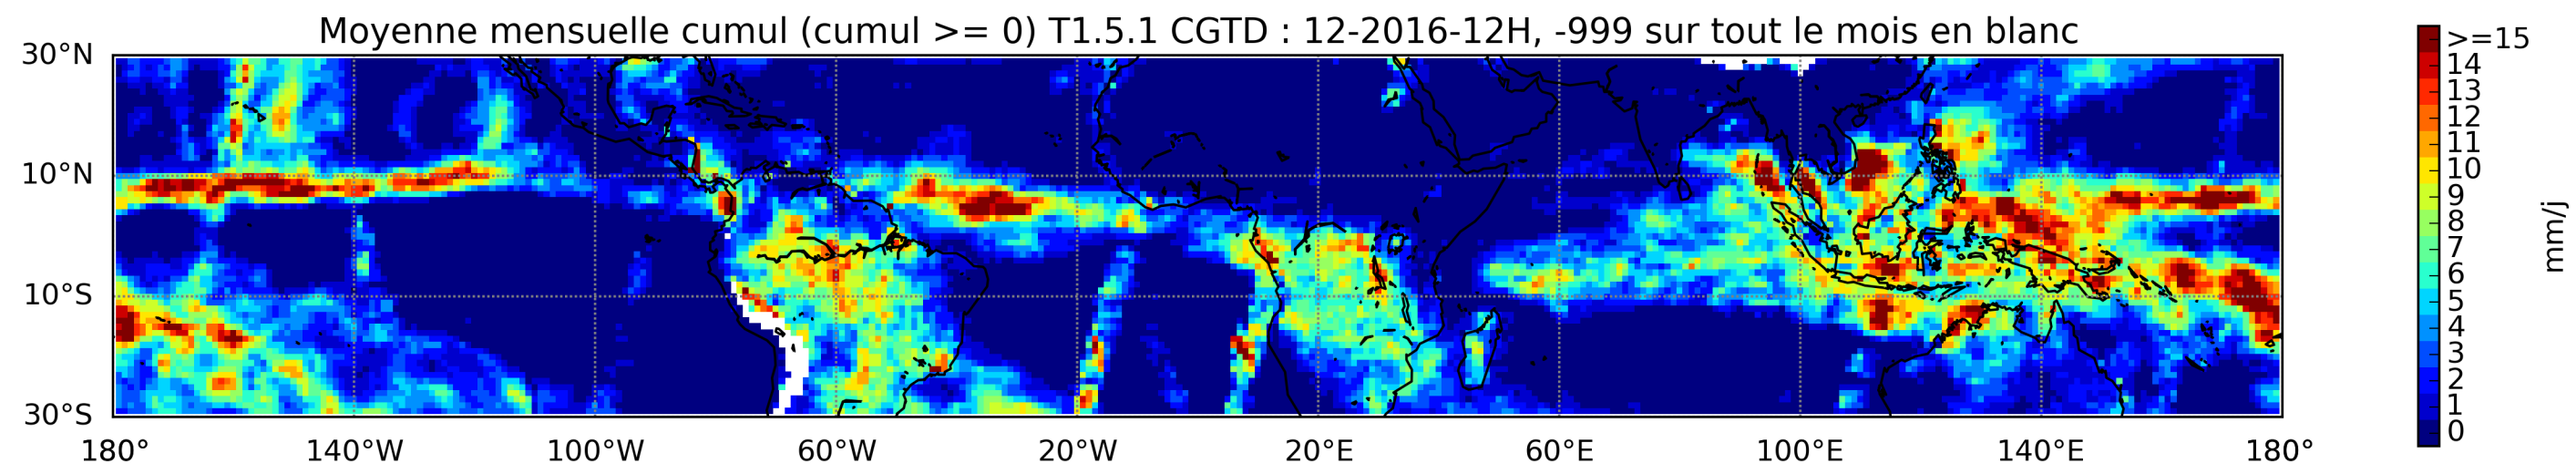 Moyenne mensuelle cumul (cumul >= 0) T1.5.1 CGTD : 12-2016-12H, -999 sur tout le mois en blanc
30°N
10°N
10°S
30°S
180° 140°W 100°W 60°W 20°W 20°E 60°E 100°E 140°E 180°
>=15
14
13
12
11
10
9
8
7
6
5
4
3
2
1
0
mm/j